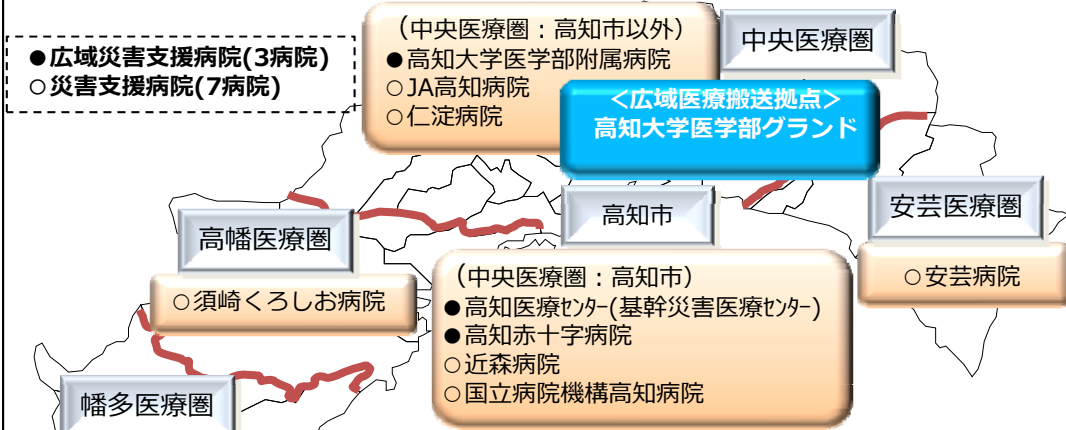 ●広域災害支援病院(3病院)
○災害支援病院(7病院)
（中央医療圏：高知市以外）
●高知大学医学部附属病院
○JA高知病院
○仁淀病院
中央医療圏
＜広域医療搬送拠点＞
高知大学医学部グランド
高幡医療圏
○須崎くろしお病院
高知市
（中央医療圏：高知市）
●高知医療ｾﾝﾀｰ(基幹災害医療ｾﾝﾀｰ)
●高知赤十字病院
○近森病院
○国立病院機構高知病院
安芸医療圏
○安芸病院
幡多医療圏